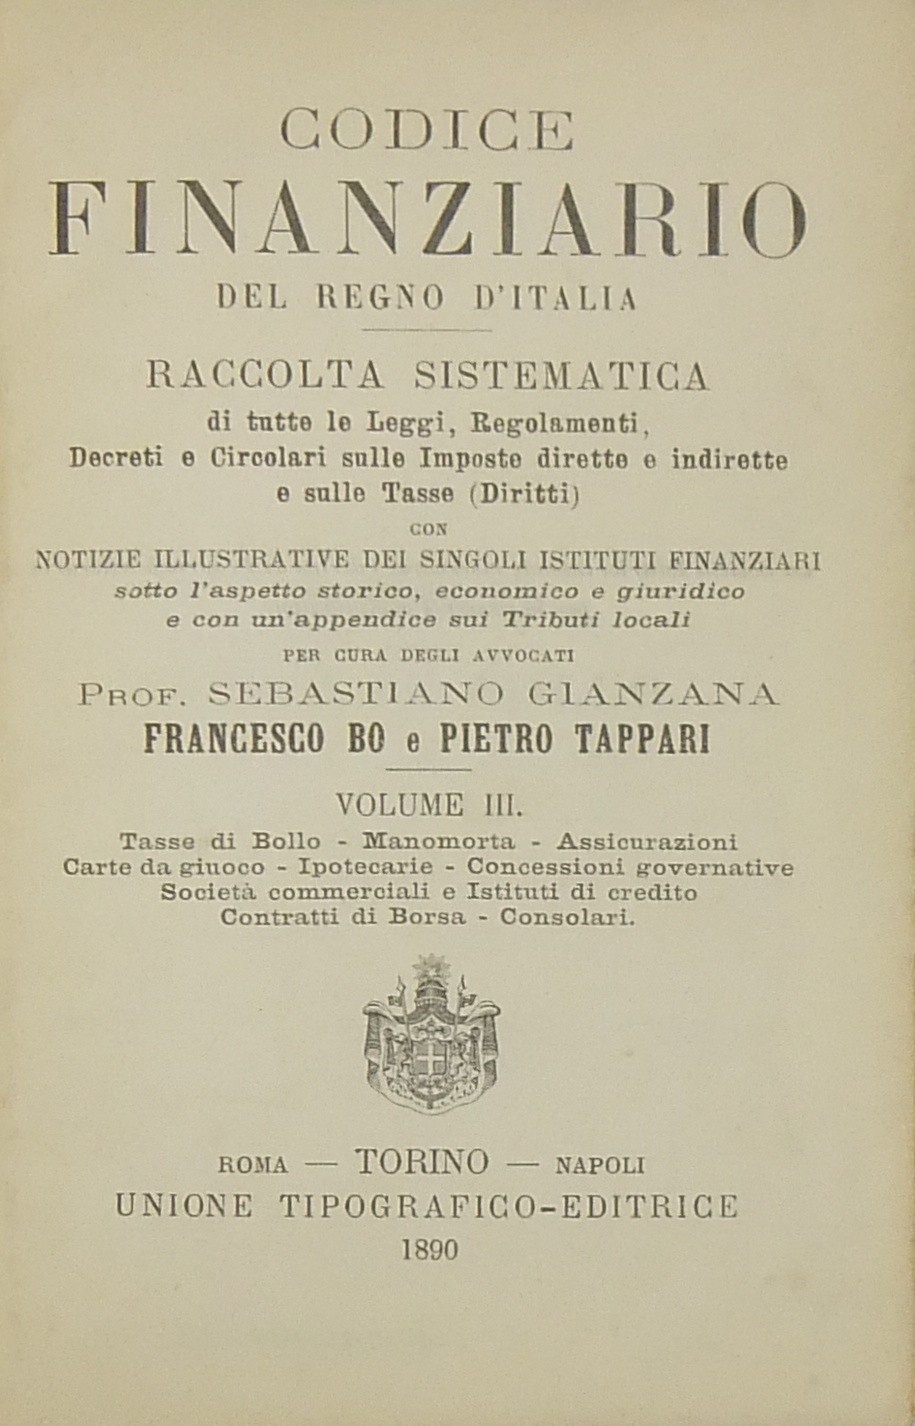 CODICE
FINANZIARIO
DEL REGNO D'ITALIA
RACCOLTA SISTEMATICA
di tutte le Leggi, Regolamenti,
Decreti e Circolari sulle Imposte dirette e indirette
e sulle Tasse (Diritti)
CON
NOTIZIE ILLUSTRATIVE DEI SINGOLI ISTITUTI FINANZIARI
sotto l'aspetto storico, economico e giuridico
e con un'appendice sui Tributi locali
PER CURA DEGLI AVVOCATI
PROF. SEBASTIANO GIANZANA
FRANCESCO BO e PIETRO TAPPARI
VOLUME III.
Tasse di Bollo - Manomorta - Assicurazioni
Carte da giuoco - Ipotecarie - Concessioni governative
Società commerciali e Istituti di credito
Contratti di Borsa - Consolari.
ROMA — TORINO — NAPOLI
UNIONE TIPOGRAFICO-EDITRICE
1890